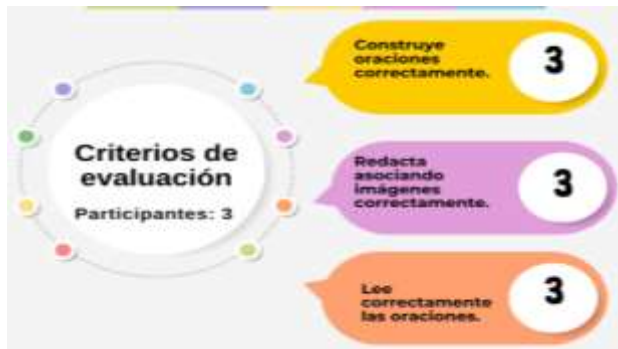 Criterios de
evaluación
Participantes: 3
Construye
oraciones
correctamente.
3
Redacta
asociando
imágenes
correctamente.
3
Lee
correctamente
las oraciones.
3